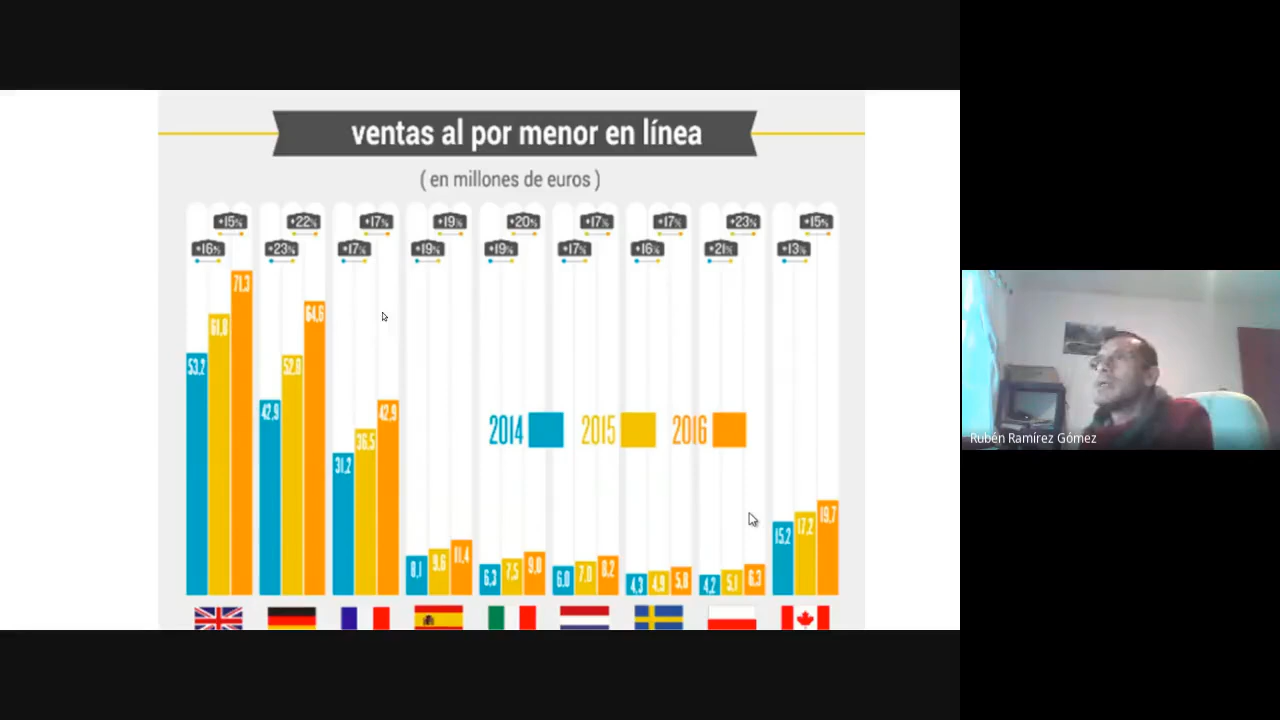 ventas al por menor en línea
( en millones de euros )
+15% +22% +17% +19% +20% +17% +17% +23% +15%
+16% +23% +17% +19% +19% +17% +16% +21% +13%
53,2 61,8 71,3
42,9 52,8 64,6
31,2 36,5 42,9
8,1 9,6 11,4
6,3 7,5 9,0
6,0 7,0 8,2
4,3 4,9 5,8
4,2 5,1 6,3
15,2 17,2 19,7
2014 2015 2016
Rubén Ramírez Gómez